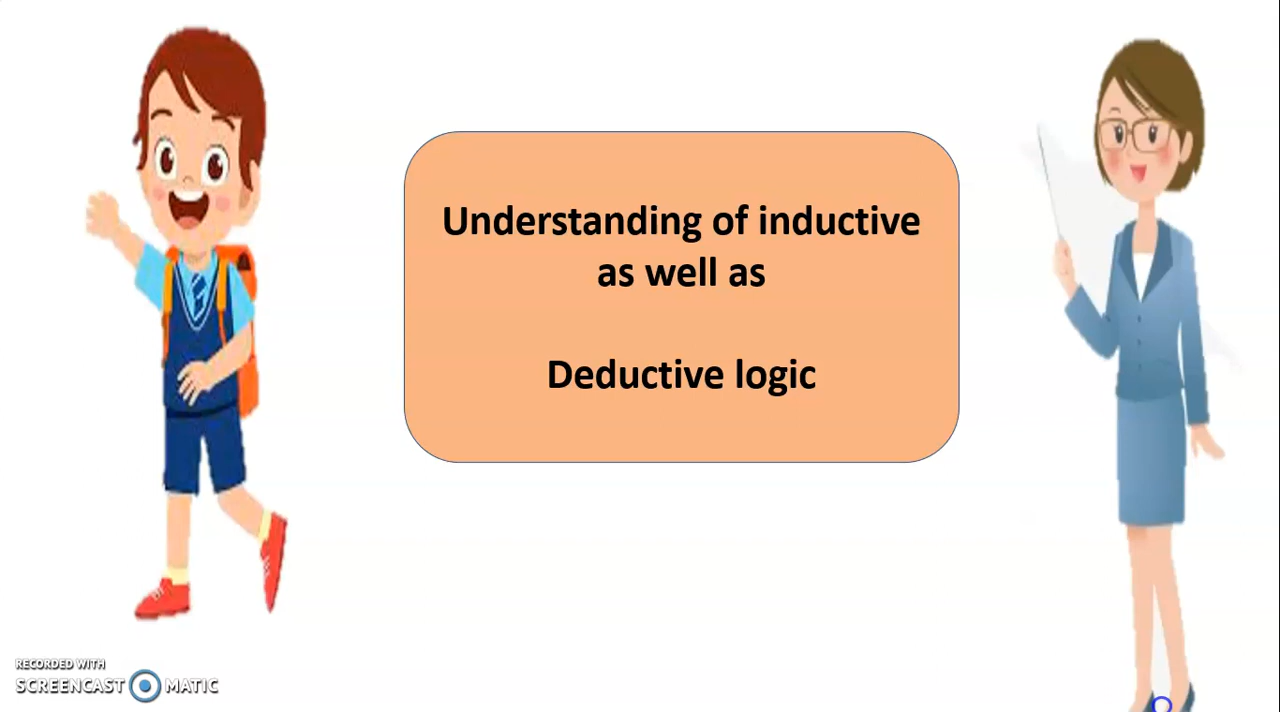 Understanding of inductive
as well as
Deductive logic
RECORDED WITH
SCREENCAST MATIC